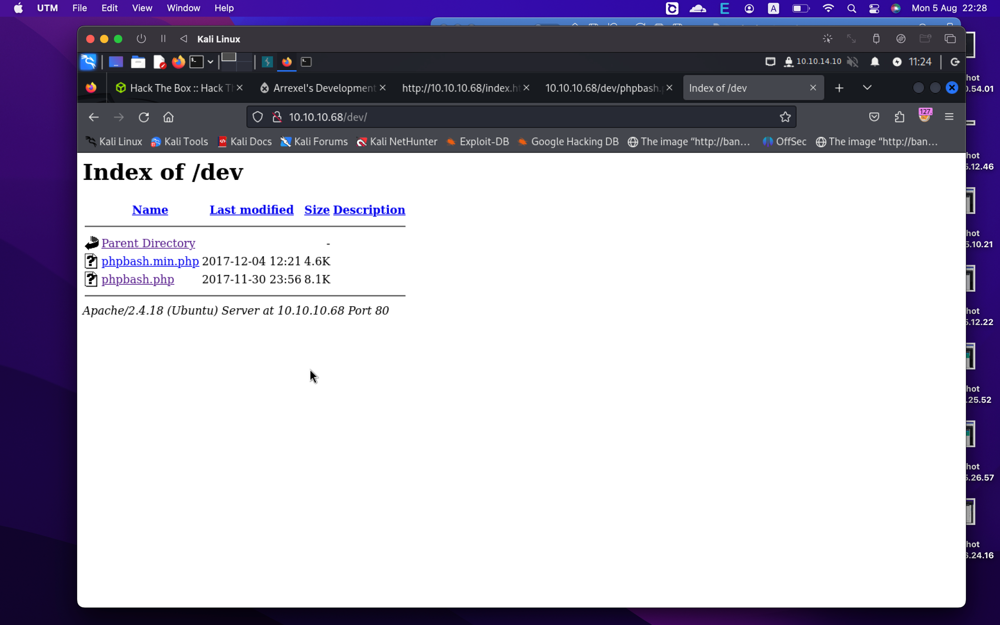 UTM File Edit View Window Help
A
Mon 5 Aug 22:28
Kali Linux
10.10.14.10
11:24
Hack The Box :: Hack Th
Arrexel's Development
http://10.10.10.68/index.ht
10.10.10.68/dev/phpbash.
Index of /dev
10.10.10.68/dev/
127.
Kali Linux
Kali Tools
Kali Docs
Kali Forums
Kali NetHunter
Exploit-DB
Google Hacking DB
The image “http://ban...
OffSec
The image “http://ban...
Index of /dev
Name Last modified Size Description
Parent Directory -
phpbash.min.php 2017-12-04 12:21 4.6K
phpbash.php 2017-11-30 23:56 8.1K
Apache/2.4.18 (Ubuntu) Server at 10.10.10.68 Port 80
hot
.54.01
hot
.12.46
hot
.10.21
hot
.12.22
hot
.25.52
hot
.26.57
hot
.24.16